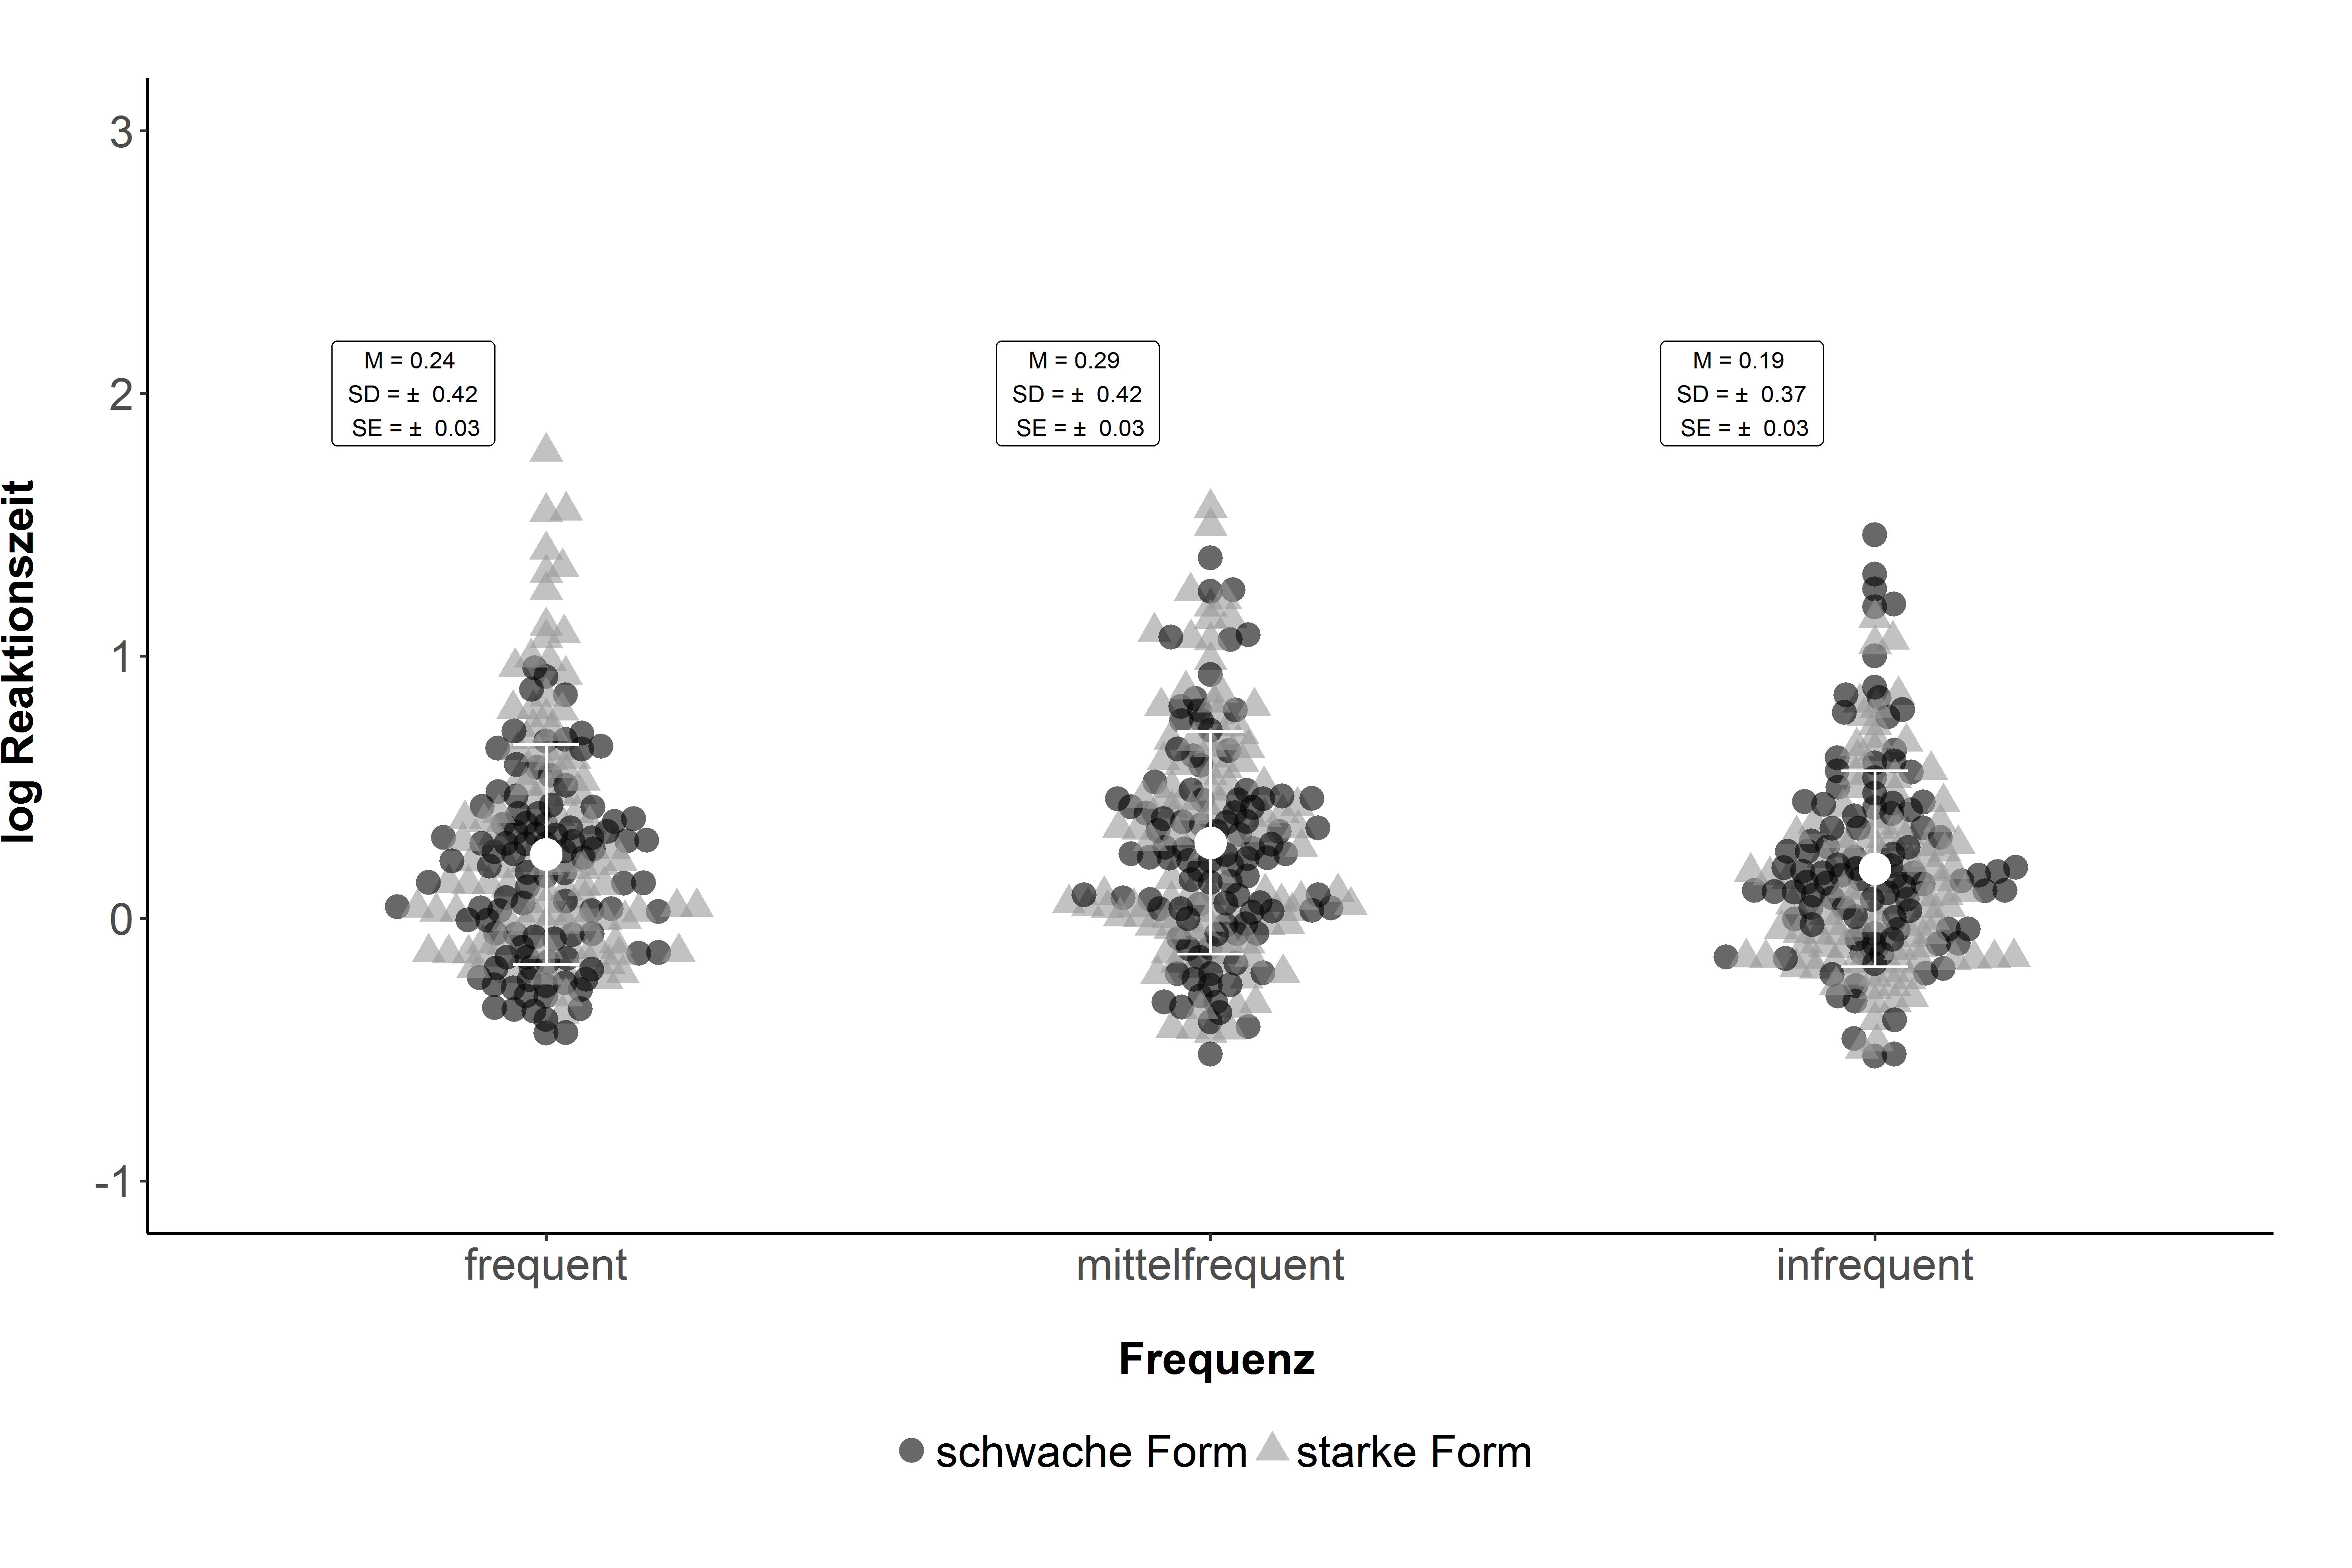 3
2
1
0
-1
log Reaktionszeit
M = 0.24
SD = ± 0.42
SE = ± 0.03
M = 0.29
SD = ± 0.42
SE = ± 0.03
M = 0.19
SD = ± 0.37
SE = ± 0.03
frequent
mittelfrequent
infrequent
Frequenz
schwache Form
starke Form